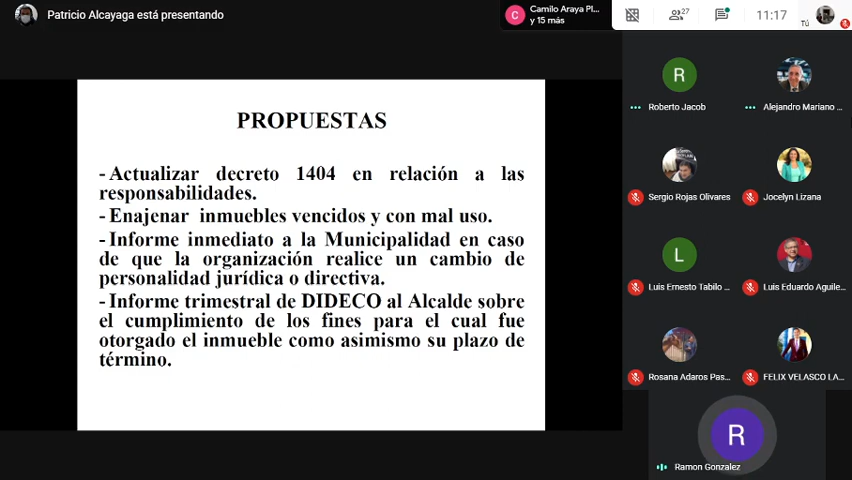 Patricio Alcayaga está presentando
C
Camilo Araya Pl...
y 15 más
27
11:17
Tú
PROPUESTAS
- Actualizar decreto 1404 en relación a las
responsabilidades.
- Enajenar inmuebles vencidos y con mal uso.
- Informe inmediato a la Municipalidad en caso
de que la organización realice un cambio de
personalidad jurídica o directiva.
- Informe trimestral de DIDECO al Alcalde sobre
el cumplimiento de los fines para el cual fue
otorgado el inmueble como asimismo su plazo de
término.
R
Roberto Jacob
Alejandro Mariano ...
Sergio Rojas Olivares
Jocelyn Lizana
L
Luis Ernesto Tabilo ...
Luis Eduardo Aguile...
Rosana Adaros Pas...
FELIX VELASCO LA...
R
Ramon Gonzalez